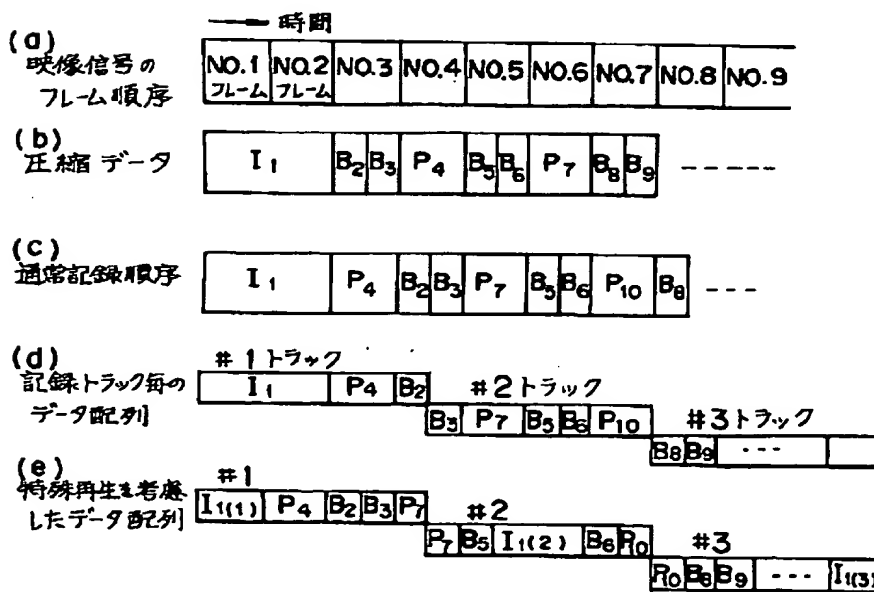 時間
(a)
映像信号の
フレーム順序
NO.1 NO.2 NO.3 NO.4 NO.5 NO.6 NO.7 NO.8 NO.9
フレーム フレーム
(b)
圧縮データ
I1 B2 B3 P4 B5 B6 P7 B8 B9 -----
(c)
通常記録順序
I1 P4 B2 B3 P7 B5 B6 P10 B8 ---
(d)
記録トラック毎の
データ配列
#1トラック
I1 P4 B2
#2トラック
B3 P7 B5 B6 P10
#3トラック
B8 B9 ---
(e)
特殊再生を考慮
したデータ配列
#1
I1(1) P4 B2 B3 P7
#2
P7 B5 I1(2) B6 P10
#3
P10 B8 B9 --- I1(3)